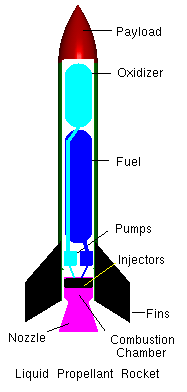 Payload
Oxidizer
Fuel
Pumps
Injectors
Fins
Nozzle
Combustion
Chamber
Liquid Propellant Rocket